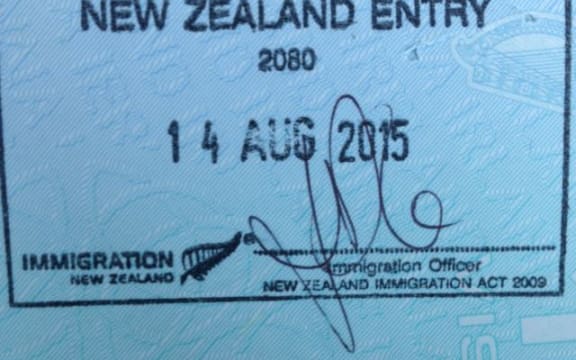 NEW ZEALAND ENTRY
2080
14 AUG 2015
IMMIGRATION
NEW ZEALAND
®
Immigration Officer
NEW ZEALAND IMMIGRATION ACT 2009